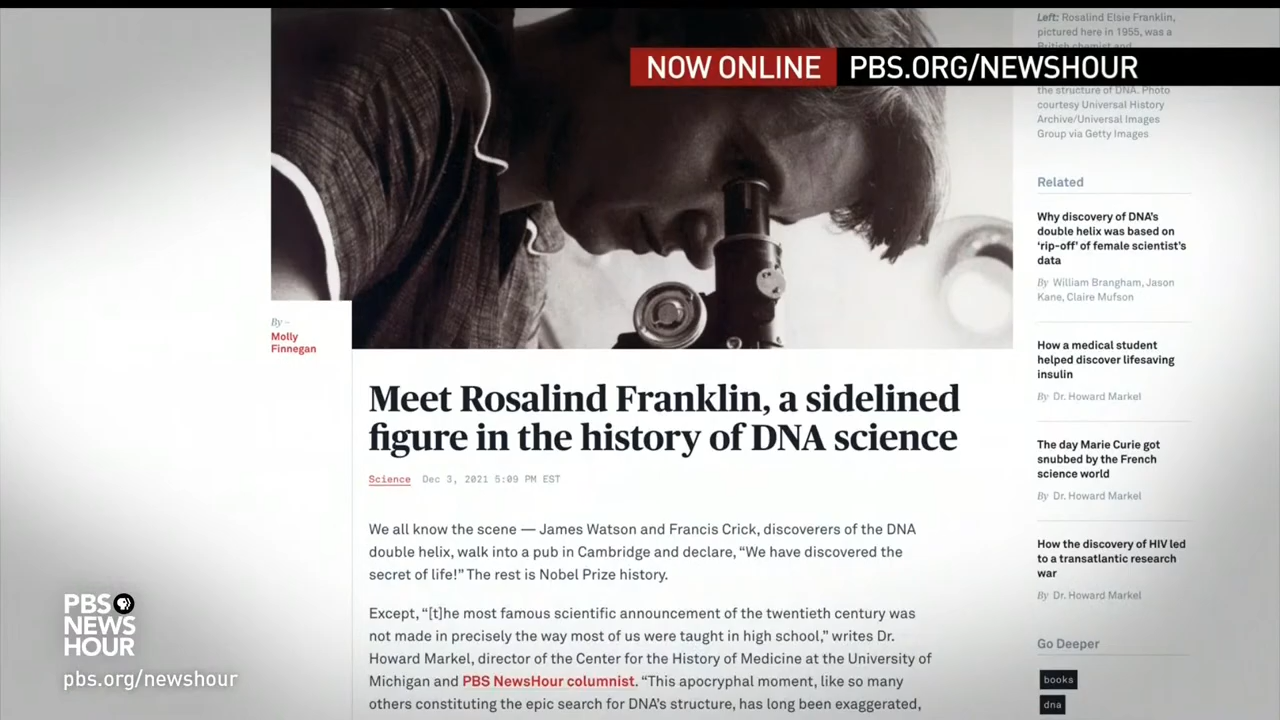 NOW ONLINE PBS.ORG/NEWSHOUR
Left: Rosalind Elsie Franklin,
pictured here in 1955, was a
British chemist and
the structure of DNA. Photo
courtesy Universal History
Archive/Universal Images
Group via Getty Images
By –
Molly
Finnegan
Meet Rosalind Franklin, a sidelined
figure in the history of DNA science
Science Dec 3, 2021 5:09 PM EST
We all know the scene — James Watson and Francis Crick, discoverers of the DNA
double helix, walk into a pub in Cambridge and declare, “We have discovered the
secret of life!” The rest is Nobel Prize history.
Except, “[t]he most famous scientific announcement of the twentieth century was
not made in precisely the way most of us were taught in high school,” writes Dr.
Howard Markel, director of the Center for the History of Medicine at the University of
Michigan and PBS NewsHour columnist. “This apocryphal moment, like so many
others constituting the epic search for DNA’s structure, has long been exaggerated,
Related
Why discovery of DNA’s
double helix was based on
‘rip-off’ of female scientist’s
data
By William Brangham, Jason
Kane, Claire Mufson
How a medical student
helped discover lifesaving
insulin
By Dr. Howard Markel
The day Marie Curie got
snubbed by the French
science world
By Dr. Howard Markel
How the discovery of HIV led
to a transatlantic research
war
By Dr. Howard Markel
Go Deeper
books
dna
PBS
NEWS
HOUR
pbs.org/newshour